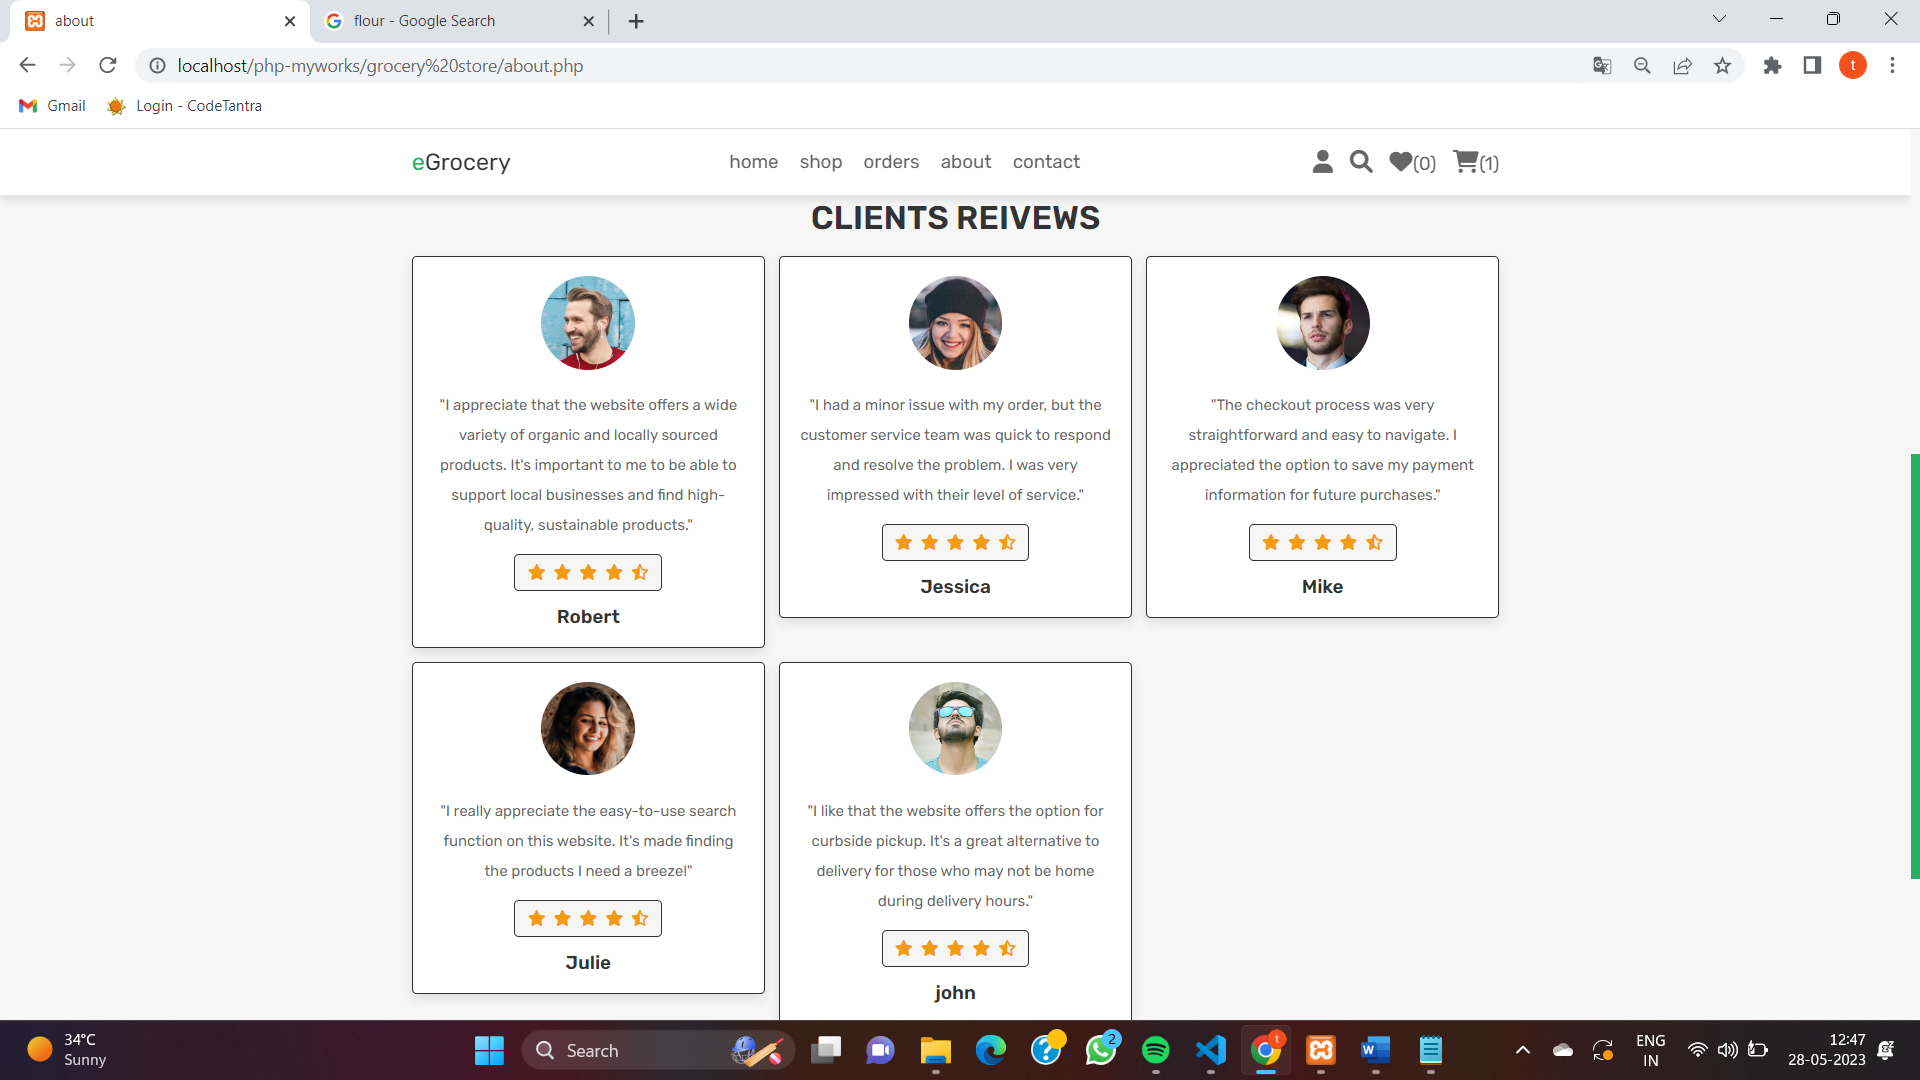 about
flour - Google Search
localhost/php-myworks/grocery%20store/about.php
t
Gmail
Login - CodeTantra
eGrocery
home
shop
orders
about
contact
(0)
(1)
CLIENTS REIVEWS
"I appreciate that the website offers a wide
variety of organic and locally sourced
products. It's important to me to be able to
support local businesses and find high-
quality, sustainable products."
Robert
"I had a minor issue with my order, but the
customer service team was quick to respond
and resolve the problem. I was very
impressed with their level of service."
Jessica
"The checkout process was very
straightforward and easy to navigate. I
appreciated the option to save my payment
information for future purchases."
Mike
"I really appreciate the easy-to-use search
function on this website. It's made finding
the products I need a breeze!"
Julie
"I like that the website offers the option for
curbside pickup. It's a great alternative to
delivery for those who may not be home
during delivery hours."
john
34°C
Sunny
Search
2
t
ENG
IN
12:47
28-05-2023